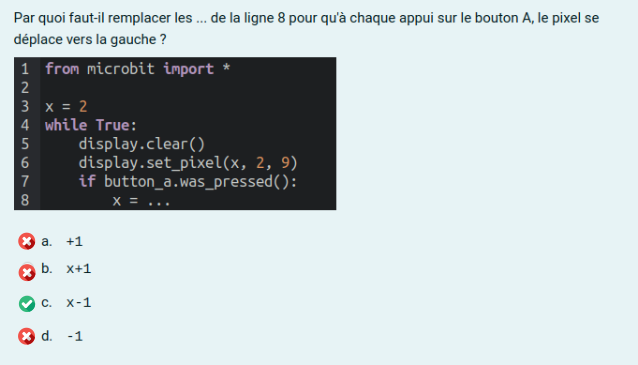 Par quoi faut-il remplacer les ... de la ligne 8 pour qu'à chaque appui sur le bouton A, le pixel se
déplace vers la gauche ?
1 from microbit import *
2
3 x = 2
4 while True:
5     display.clear()
6     display.set_pixel(x, 2, 9)
7     if button_a.was_pressed():
8         x = ...
a. +1
b. x+1
c. x-1
d. -1